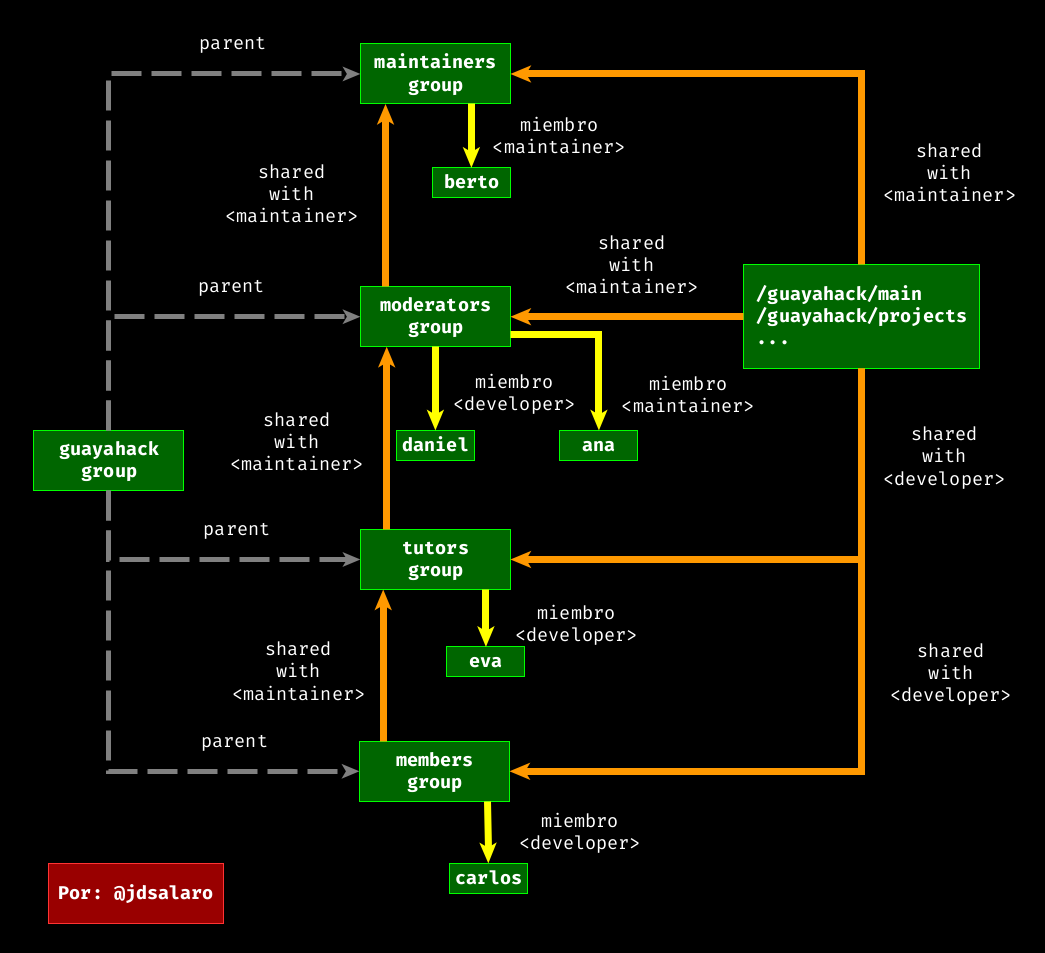 parent
maintainers
group
miembro
<maintainer>
berto
shared
with
<maintainer>
shared
with
<maintainer>
shared
with
<maintainer>
parent
moderators
group
/guayahack/main
/guayahack/projects
...
miembro
<developer>
miembro
<maintainer>
daniel
ana
shared
with
<maintainer>
shared
with
<developer>
guayahack
group
parent
tutors
group
miembro
<developer>
eva
shared
with
<maintainer>
shared
with
<developer>
parent
members
group
miembro
<developer>
carlos
Por: @jdsalaro